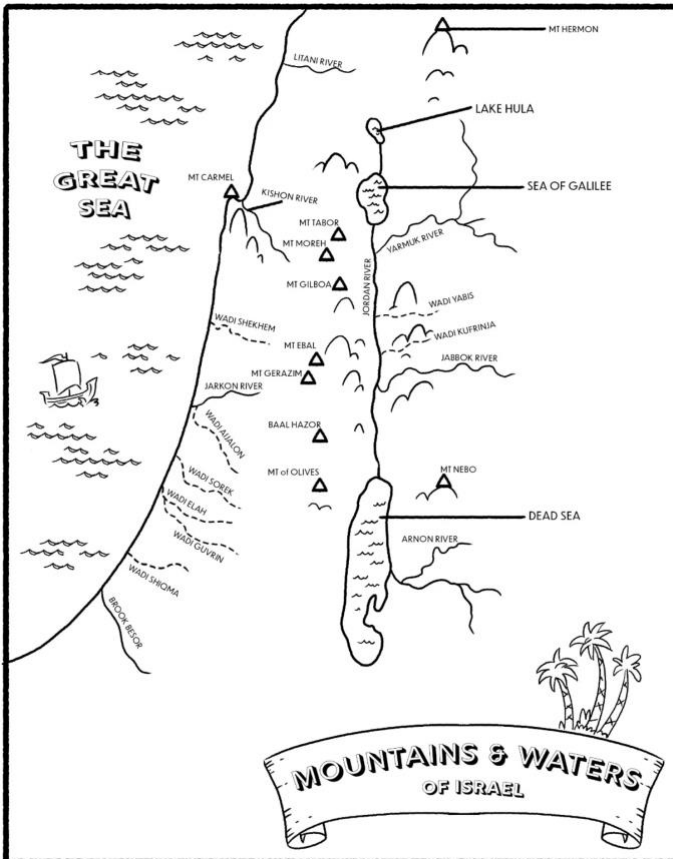 MT HERMON
LITANI RIVER
LAKE HULA
THE
GREAT
SEA
MT CARMEL
KISHON RIVER
SEA OF GALILEE
MT TABOR
MT MOREH
YARMUK RIVER
MT GILBOA
JORDAN RIVER
WADI YABIS
WADI SHEKHEM
WADI KUFRINJA
MT EBAL
JABBOK RIVER
MT GERAZIM
JARKON RIVER
WADI AIJALON
BAAL HAZOR
WADI SOREK
MT of OLIVES
MT NEBO
WADI ELAH
DEAD SEA
WADI GUVRIN
ARNON RIVER
WADI SHIQMA
BROOK BESOR
MOUNTAINS & WATERS
OF ISRAEL